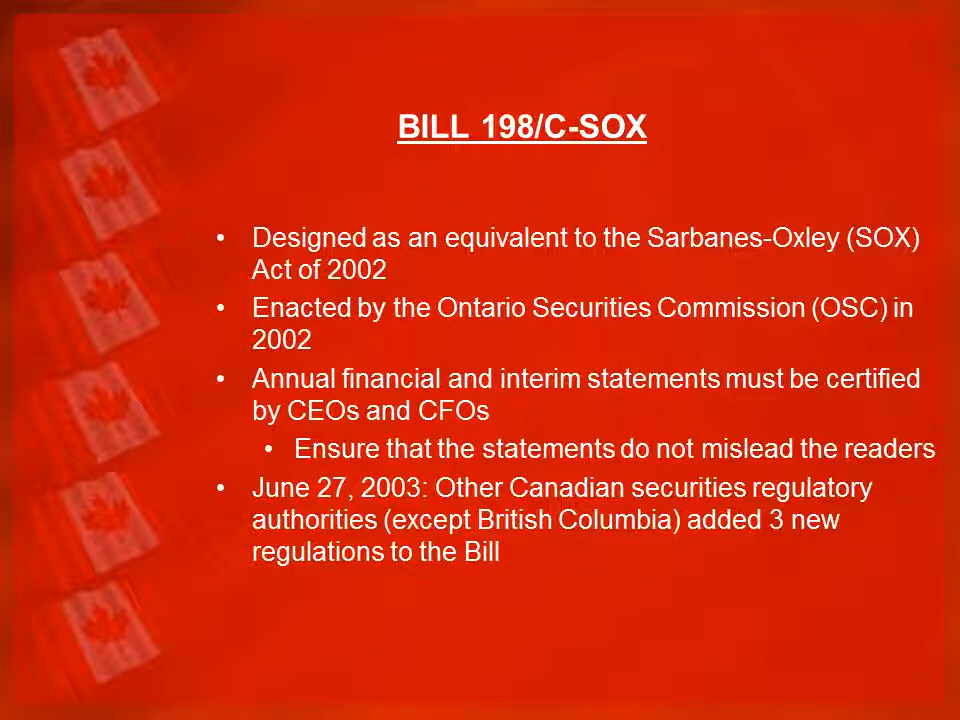 BILL 198/C-SOX
• Designed as an equivalent to the Sarbanes-Oxley (SOX)
Act of 2002
• Enacted by the Ontario Securities Commission (OSC) in
2002
• Annual financial and interim statements must be certified
by CEOs and CFOs
• Ensure that the statements do not mislead the readers
• June 27, 2003: Other Canadian securities regulatory
authorities (except British Columbia) added 3 new
regulations to the Bill